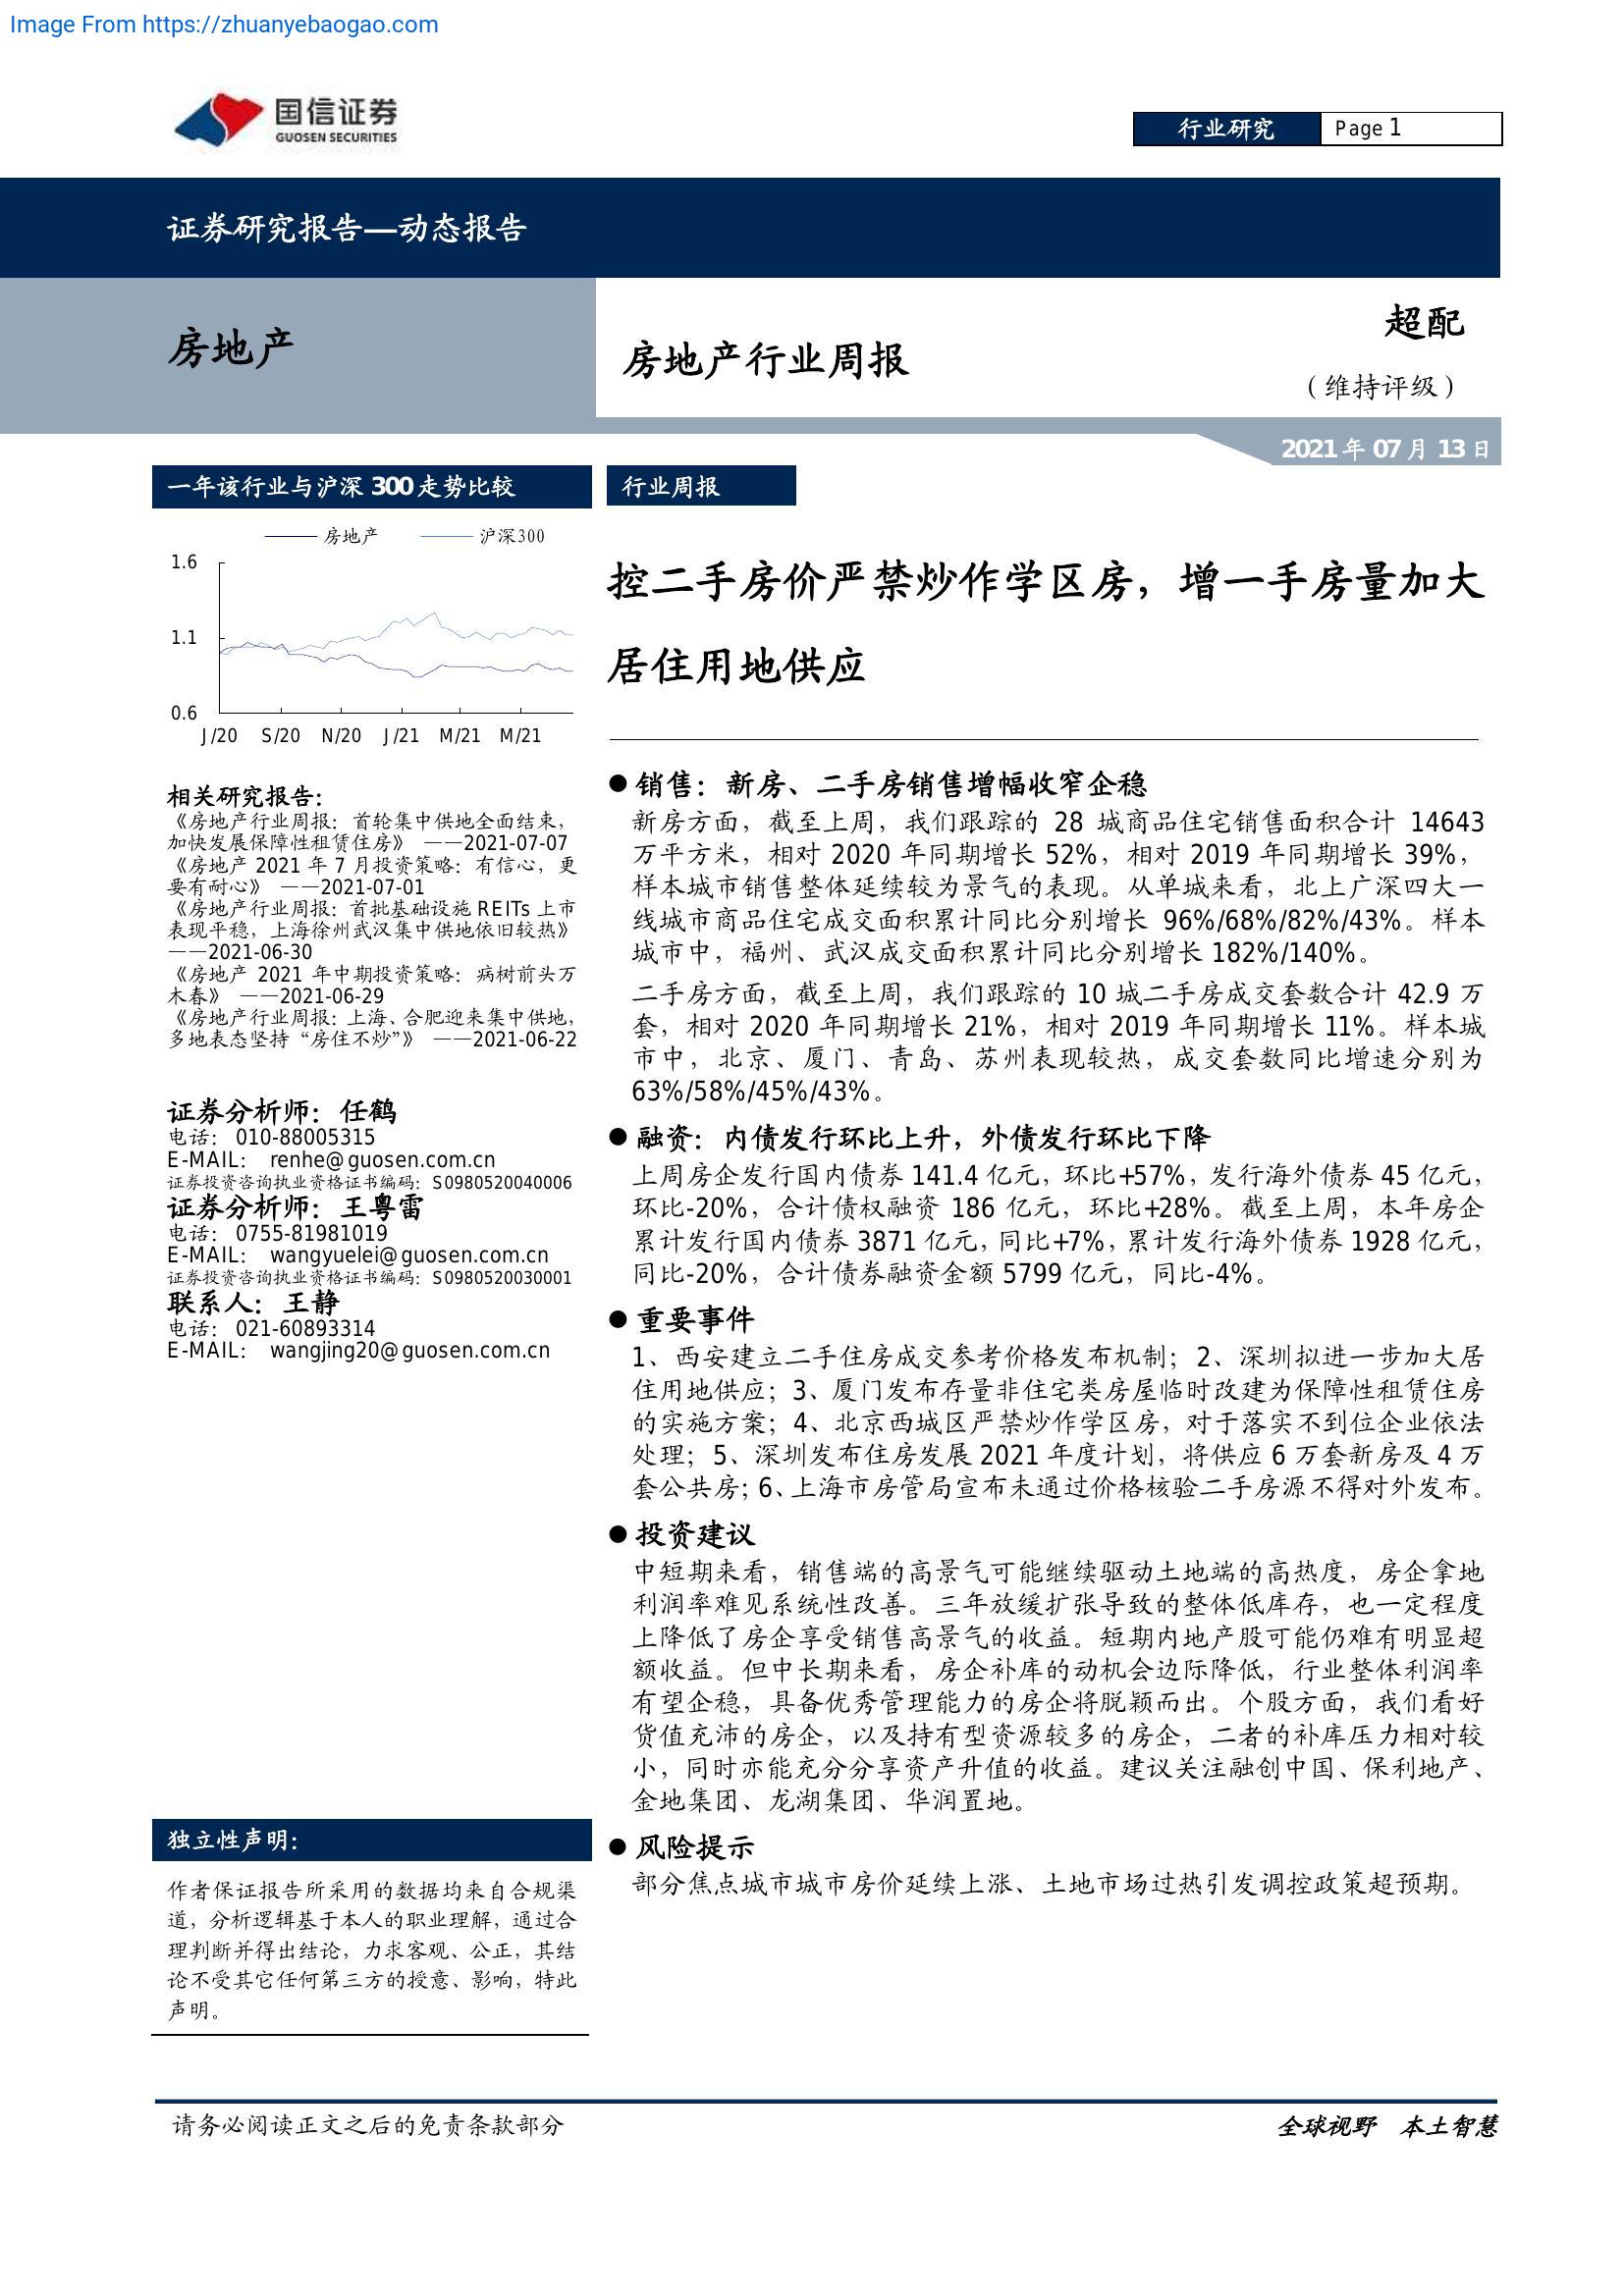 Image From https://zhuanyebaogao.com
国信证券
GUOSEN SECURITIES
行业研究
Page 1
证券研究报告—动态报告
房地产
房地产行业周报
超配
（维持评级）
2021 年 07 月 13 日
一年该行业与沪深 300 走势比较
房地产
沪深300
1.6
1.1
0.6
J/20 S/20 N/20 J/21 M/21 M/21
相关研究报告：
《房地产行业周报：首轮集中供地全面结束，
加快发展保障性租赁住房》 ——2021-07-07
《房地产 2021 年 7 月投资策略：有信心，更
要有耐心》 ——2021-07-01
《房地产行业周报：首批基础设施 REITs 上市
表现平稳，上海徐州武汉集中供地依旧较热》
——2021-06-30
《房地产 2021 年中期投资策略：病树前头万
木春》 ——2021-06-29
《房地产行业周报：上海、合肥迎来集中供地，
多地表态坚持“房住不炒”》 ——2021-06-22
证券分析师：任鹤
电话： 010-88005315
E-MAIL： renhe@guosen.com.cn
证券投资咨询执业资格证书编码：S0980520040006
证券分析师：王粤雷
电话： 0755-81981019
E-MAIL： wangyuelei@guosen.com.cn
证券投资咨询执业资格证书编码：S0980520030001
联系人：王静
电话： 021-60893314
E-MAIL： wangjing20@guosen.com.cn
独立性声明：
作者保证报告所采用的数据均来自合规渠
道，分析逻辑基于本人的职业理解，通过合
理判断并得出结论，力求客观、公正，其结
论不受其它任何第三方的授意、影响，特此
声明。
行业周报
控二手房价严禁炒作学区房，增一手房量加大
居住用地供应
● 销售：新房、二手房销售增幅收窄企稳
新房方面，截至上周，我们跟踪的 28 城商品住宅销售面积合计 14643
万平方米，相对 2020 年同期增长 52%，相对 2019 年同期增长 39%，
样本城市销售整体延续较为景气的表现。从单城来看，北上广深四大一
线城市商品住宅成交面积累计同比分别增长 96%/68%/82%/43%。样本
城市中，福州、武汉成交面积累计同比分别增长 182%/140%。
二手房方面，截至上周，我们跟踪的 10 城二手房成交套数合计 42.9 万
套，相对 2020 年同期增长 21%，相对 2019 年同期增长 11%。样本城
市中，北京、厦门、青岛、苏州表现较热，成交套数同比增速分别为
63%/58%/45%/43%。
● 融资：内债发行环比上升，外债发行环比下降
上周房企发行国内债券 141.4 亿元，环比+57%，发行海外债券 45 亿元，
环比-20%，合计债权融资 186 亿元，环比+28%。截至上周，本年房企
累计发行国内债券 3871 亿元，同比+7%，累计发行海外债券 1928 亿元，
同比-20%，合计债券融资金额 5799 亿元，同比-4%。
● 重要事件
1、西安建立二手住房成交参考价格发布机制；2、深圳拟进一步加大居
住用地供应；3、厦门发布存量非住宅类房屋临时改建为保障性租赁住房
的实施方案；4、北京西城区严禁炒作学区房，对于落实不到位企业依法
处理；5、深圳发布住房发展 2021 年度计划，将供应 6 万套新房及 4 万
套公共房；6、上海市房管局宣布未通过价格核验二手房源不得对外发布。
● 投资建议
中短期来看，销售端的高景气可能继续驱动土地端的高热度，房企拿地
利润率难见系统性改善。三年放缓扩张导致的整体低库存，也一定程度
上降低了房企享受销售高景气的收益。短期内地产股可能仍难有明显超
额收益。但中长期来看，房企补库的动机会边际降低，行业整体利润率
有望企稳，具备优秀管理能力的房企将脱颖而出。个股方面，我们看好
货值充沛的房企，以及持有型资源较多的房企，二者的补库压力相对较
小，同时亦能充分分享资产升值的收益。建议关注融创中国、保利地产、
金地集团、龙湖集团、华润置地。
● 风险提示
部分焦点城市城市房价延续上涨、土地市场过热引发调控政策超预期。
请务必阅读正文之后的免责条款部分
全球视野 本土智慧